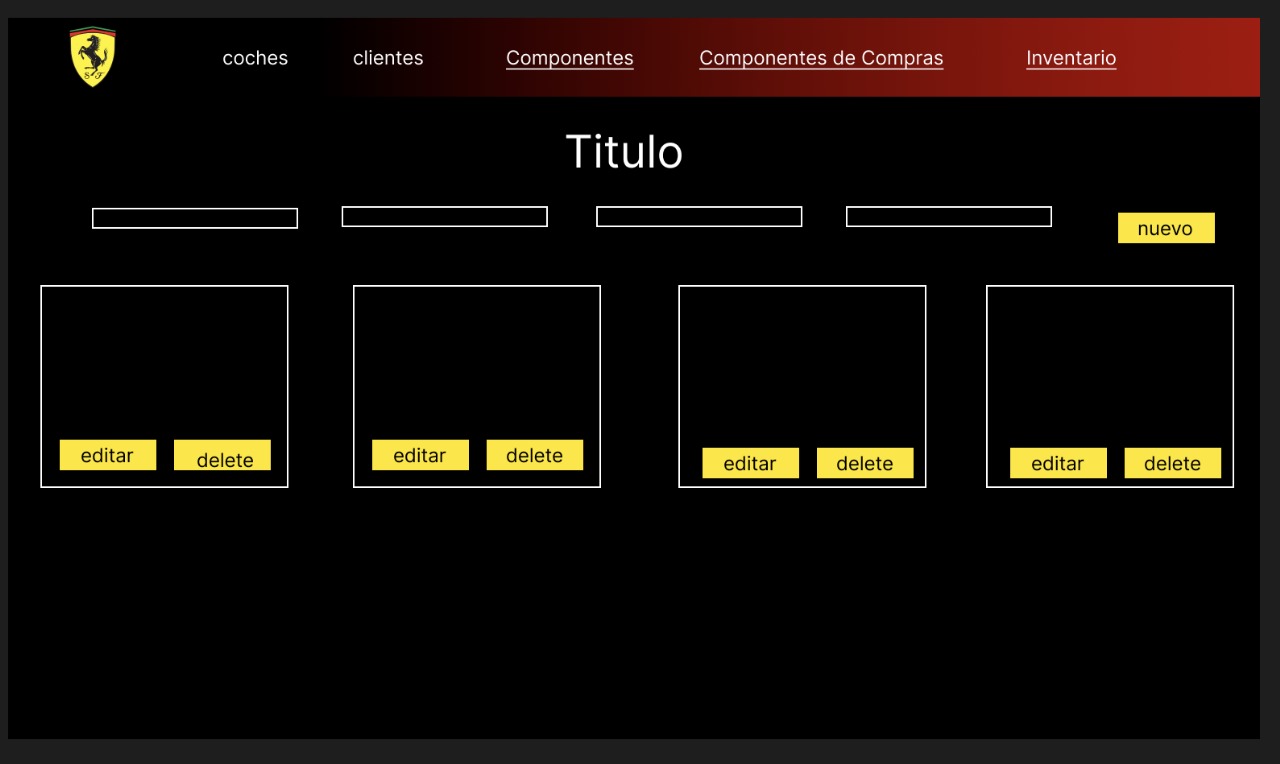 S F
coches clientes Componentes Componentes de Compras Inventario
Titulo
nuevo
editar delete editar delete editar delete editar delete